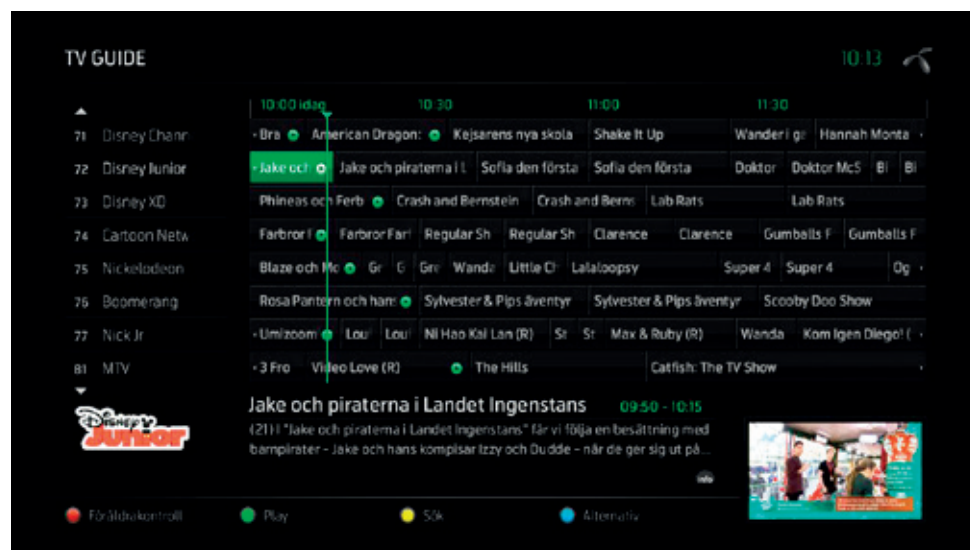 TV GUIDE 10:13
10:00 idag 10:30 11:00 11:30
71 Disney Chann Bra American Dragon: Kejsarens nya skola Shake It Up Wander i ga Hannah Monta
72 Disney Junior Jake och Jake och piraterna i L Sofia den första Sofia den första Doktor Doktor McS Bl Bl
73 Disney XD Phineas och Ferb Crash and Bernstein Crash and Berns Lab Rats Lab Rats
74 Cartoon Netw Farbror F Farbror Farf Regular Sh Regular Sh Clarence Clarence Gumballs F Gumballs F
75 Nickelodeon Blaze och Mo Gr G Gre Wanda Little Ch Lalaloopsy Super 4 Super 4 Og
76 Boomerang Rosa Pantern och hans Sylvester & Pips äventyr Sylvester & Pips äventyr Scooby Doo Show
77 Nick Jr Umizoom Lou Lou Ni Hao Kai Lan (R) St St Max & Ruby (R) Wanda Kom Igen Diego! (
81 MTV 3 Fro Video Love (R) The Hills Catfish: The TV Show
Jake och piraterna i Landet Ingenstans 09:50 - 10:15
Disney Junior
(21) I "Jake och piraterna i Landet Ingenstans" får vi följa en besättning med
barnpirater - Jake och hans kompisar Izzy och Dudde - när de ger sig ut på...
info
Föräldrakontroll Play Sök Alternativ